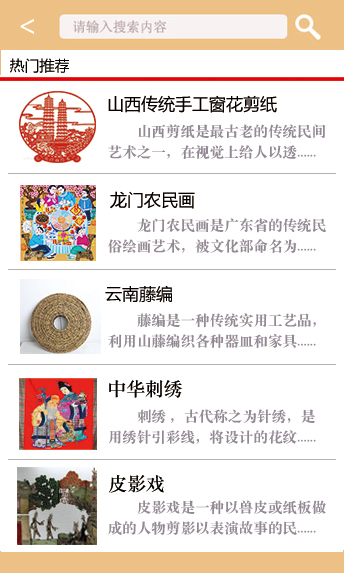 <
请输入搜索内容
热门推荐
山西传统手工窗花剪纸
山西剪纸是最古老的传统民间
艺术之一，在视觉上给人以透......
龙门农民画
龙门农民画是广东省的传统民
俗绘画艺术，被文化部命名为......
云南藤编
藤编是一种传统实用工艺品，
利用山藤编织各种器皿和家具......
中华刺绣
刺绣，古代称之为针绣，是
用绣针引彩线，将设计的花纹......
皮影戏
皮影戏是一种以兽皮或纸板做
成的人物剪影以表演故事的民......